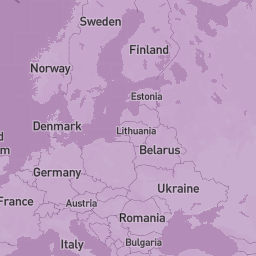 Sweden
Finland
Norway
Estonia
Denmark
Lithuania
d
m
Belarus
Germany
Ukraine
France
Austria
Romania
Italy
Bulgaria